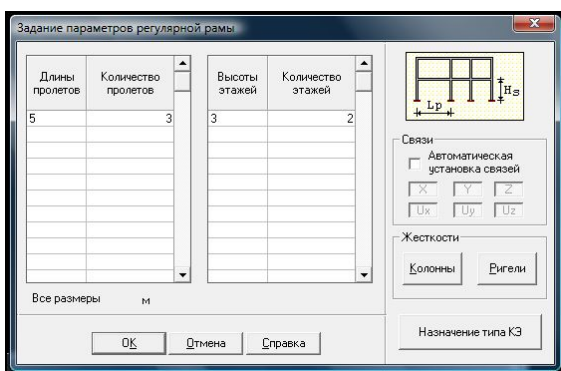 Задание параметров регулярной рамы
Длины пролетов
Количество пролетов
5
3
Высоты этажей
Количество этажей
3
2
Hs
Lp
Связи
Автоматическая установка связей
X
Y
Z
Ux
Uy
Uz
Жесткости
Колонны
Ригели
Все размеры м
OK
Отмена
Справка
Назначение типа КЭ